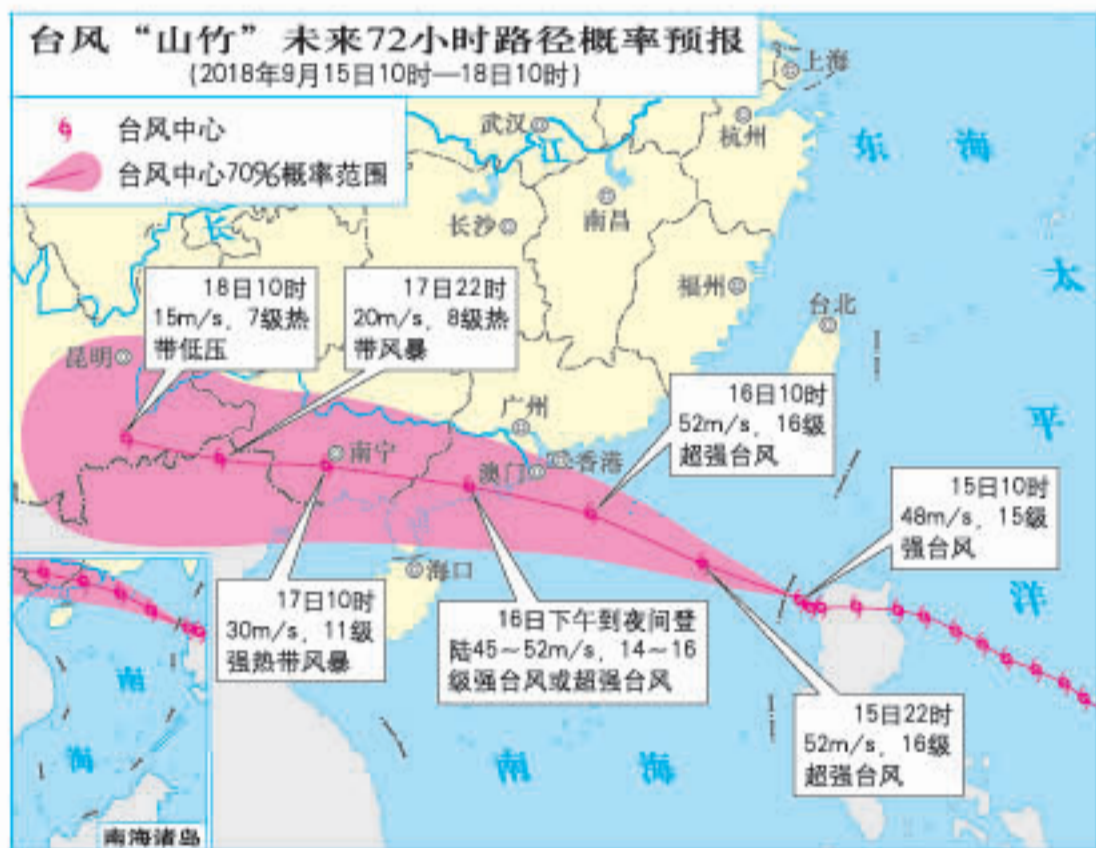 台风“山竹”未来72小时路径概率预报
(2018年9月15日10时—18日10时)
台风中心
台风中心70%概率范围
上海
杭州
武汉
江
东海
长沙
南昌
长
太
福州
台北
18日10时
15m/s，7级热
带低压
17日22时
20m/s，8级热
带风暴
昆明
16日10时
52m/s，16级
超强台风
平
广州
南宁
澳门
香港
15日10时
48m/s，15级
强台风
洋
海口
17日10时
30m/s，11级
强热带风暴
16日下午到夜间登
陆45～52m/s，14～16
级强台风或超强台风
15日22时
52m/s，16级
超强台风
南海
南
海
南海诸岛